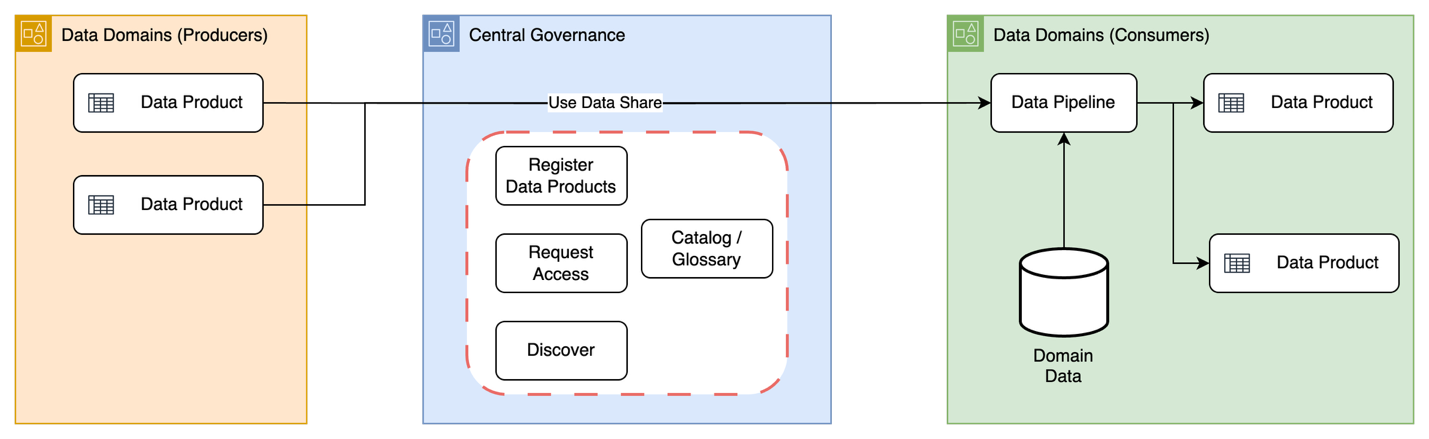 Data Domains (Producers)
Data Product
Data Product
Central Governance
Use Data Share
Register
Data Products
Request
Access
Discover
Catalog /
Glossary
Data Domains (Consumers)
Data Pipeline
Data Product
Data Product
Domain
Data